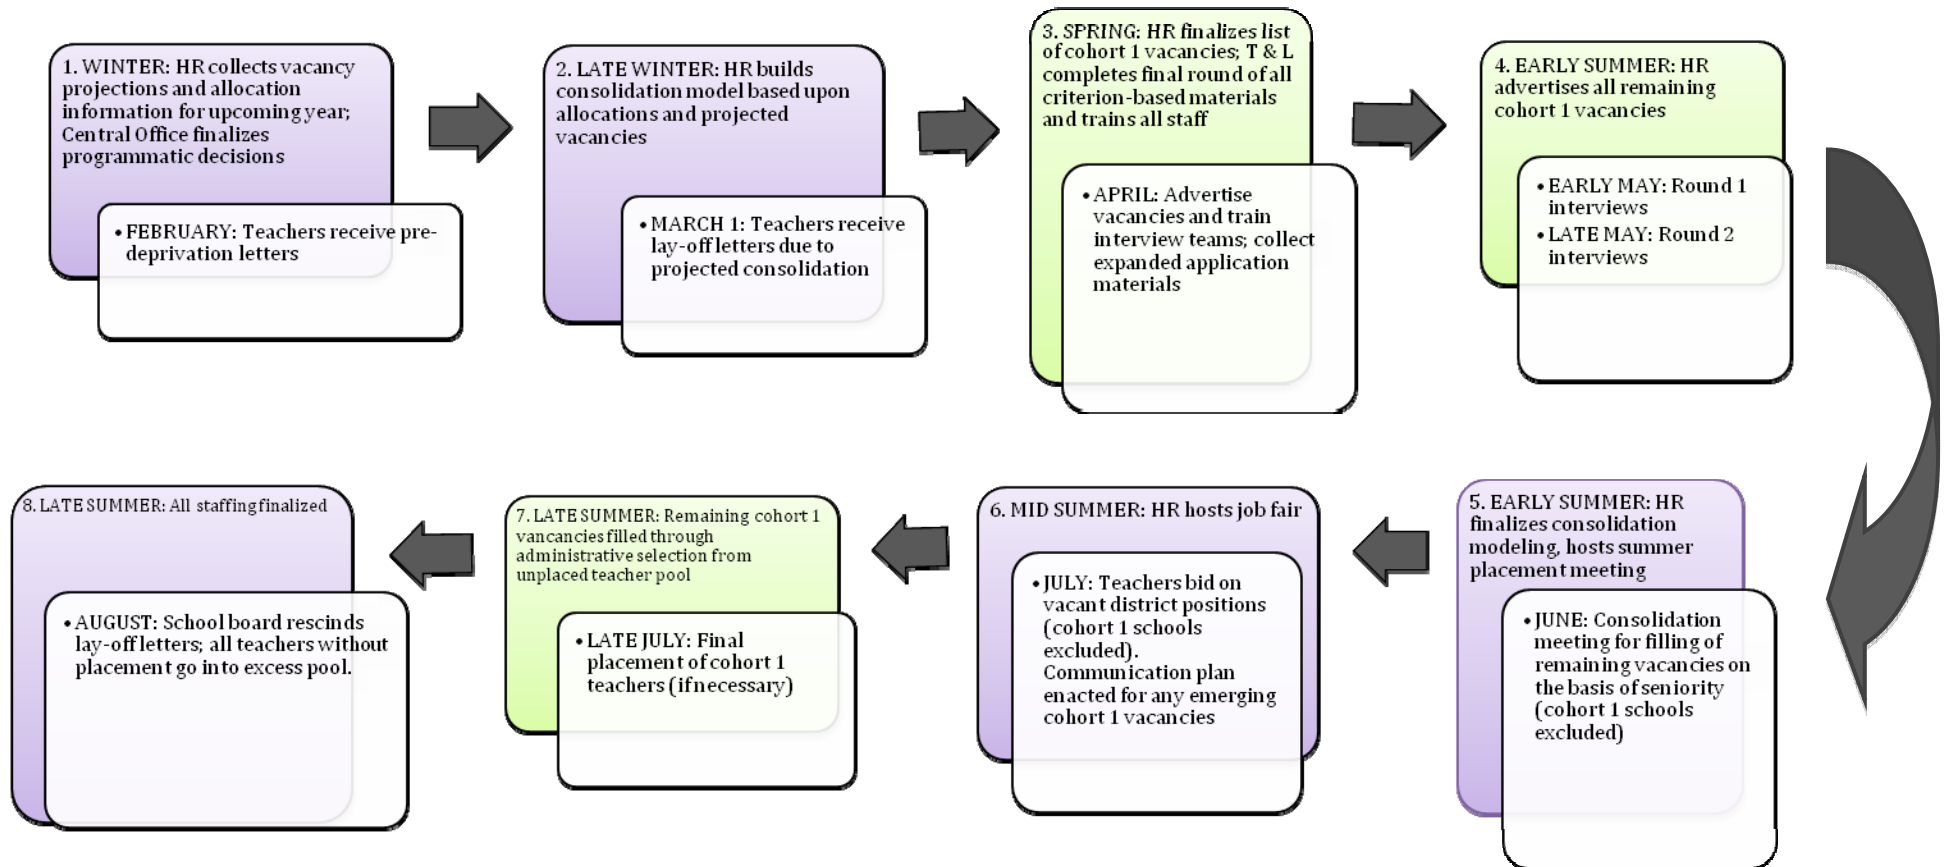 1. WINTER: HR collects vacancy
projections and allocation
information for upcoming year;
Central Office finalizes
programmatic decisions
• FEBRUARY: Teachers receive pre-
deprivation letters
2. LATE WINTER: HR builds
consolidation model based upon
allocations and projected
vacancies
• MARCH 1: Teachers receive
lay-off letters due to
projected consolidation
3. SPRING: HR finalizes list
of cohort 1 vacancies; T & L
completes final round of all
criterion-based materials
and trains all staff
• APRIL: Advertise
vacancies and train
interview teams; collect
expanded application
materials
4. EARLY SUMMER: HR
advertises all remaining
cohort 1 vacancies
• EARLY MAY: Round 1
interviews
• LATE MAY: Round 2
interviews
5. EARLY SUMMER: HR
finalizes consolidation
modeling, hosts summer
placement meeting
• JUNE: Consolidation
meeting for filling of
remaining vacancies on
the basis of seniority
(cohort 1 schools
excluded)
6. MID SUMMER: HR hosts job fair
• JULY: Teachers bid on
vacant district positions
(cohort 1 schools
excluded).
Communication plan
enacted for any emerging
cohort 1 vacancies
7. LATE SUMMER: Remaining cohort 1
vancancies filled through
administrative selection from
unplaced teacher pool
• LATE JULY: Final
placement of cohort 1
teachers (if necessary)
8. LATE SUMMER: All staffing finalized
• AUGUST: School board rescinds
lay-off letters; all teachers without
placement go into excess pool.